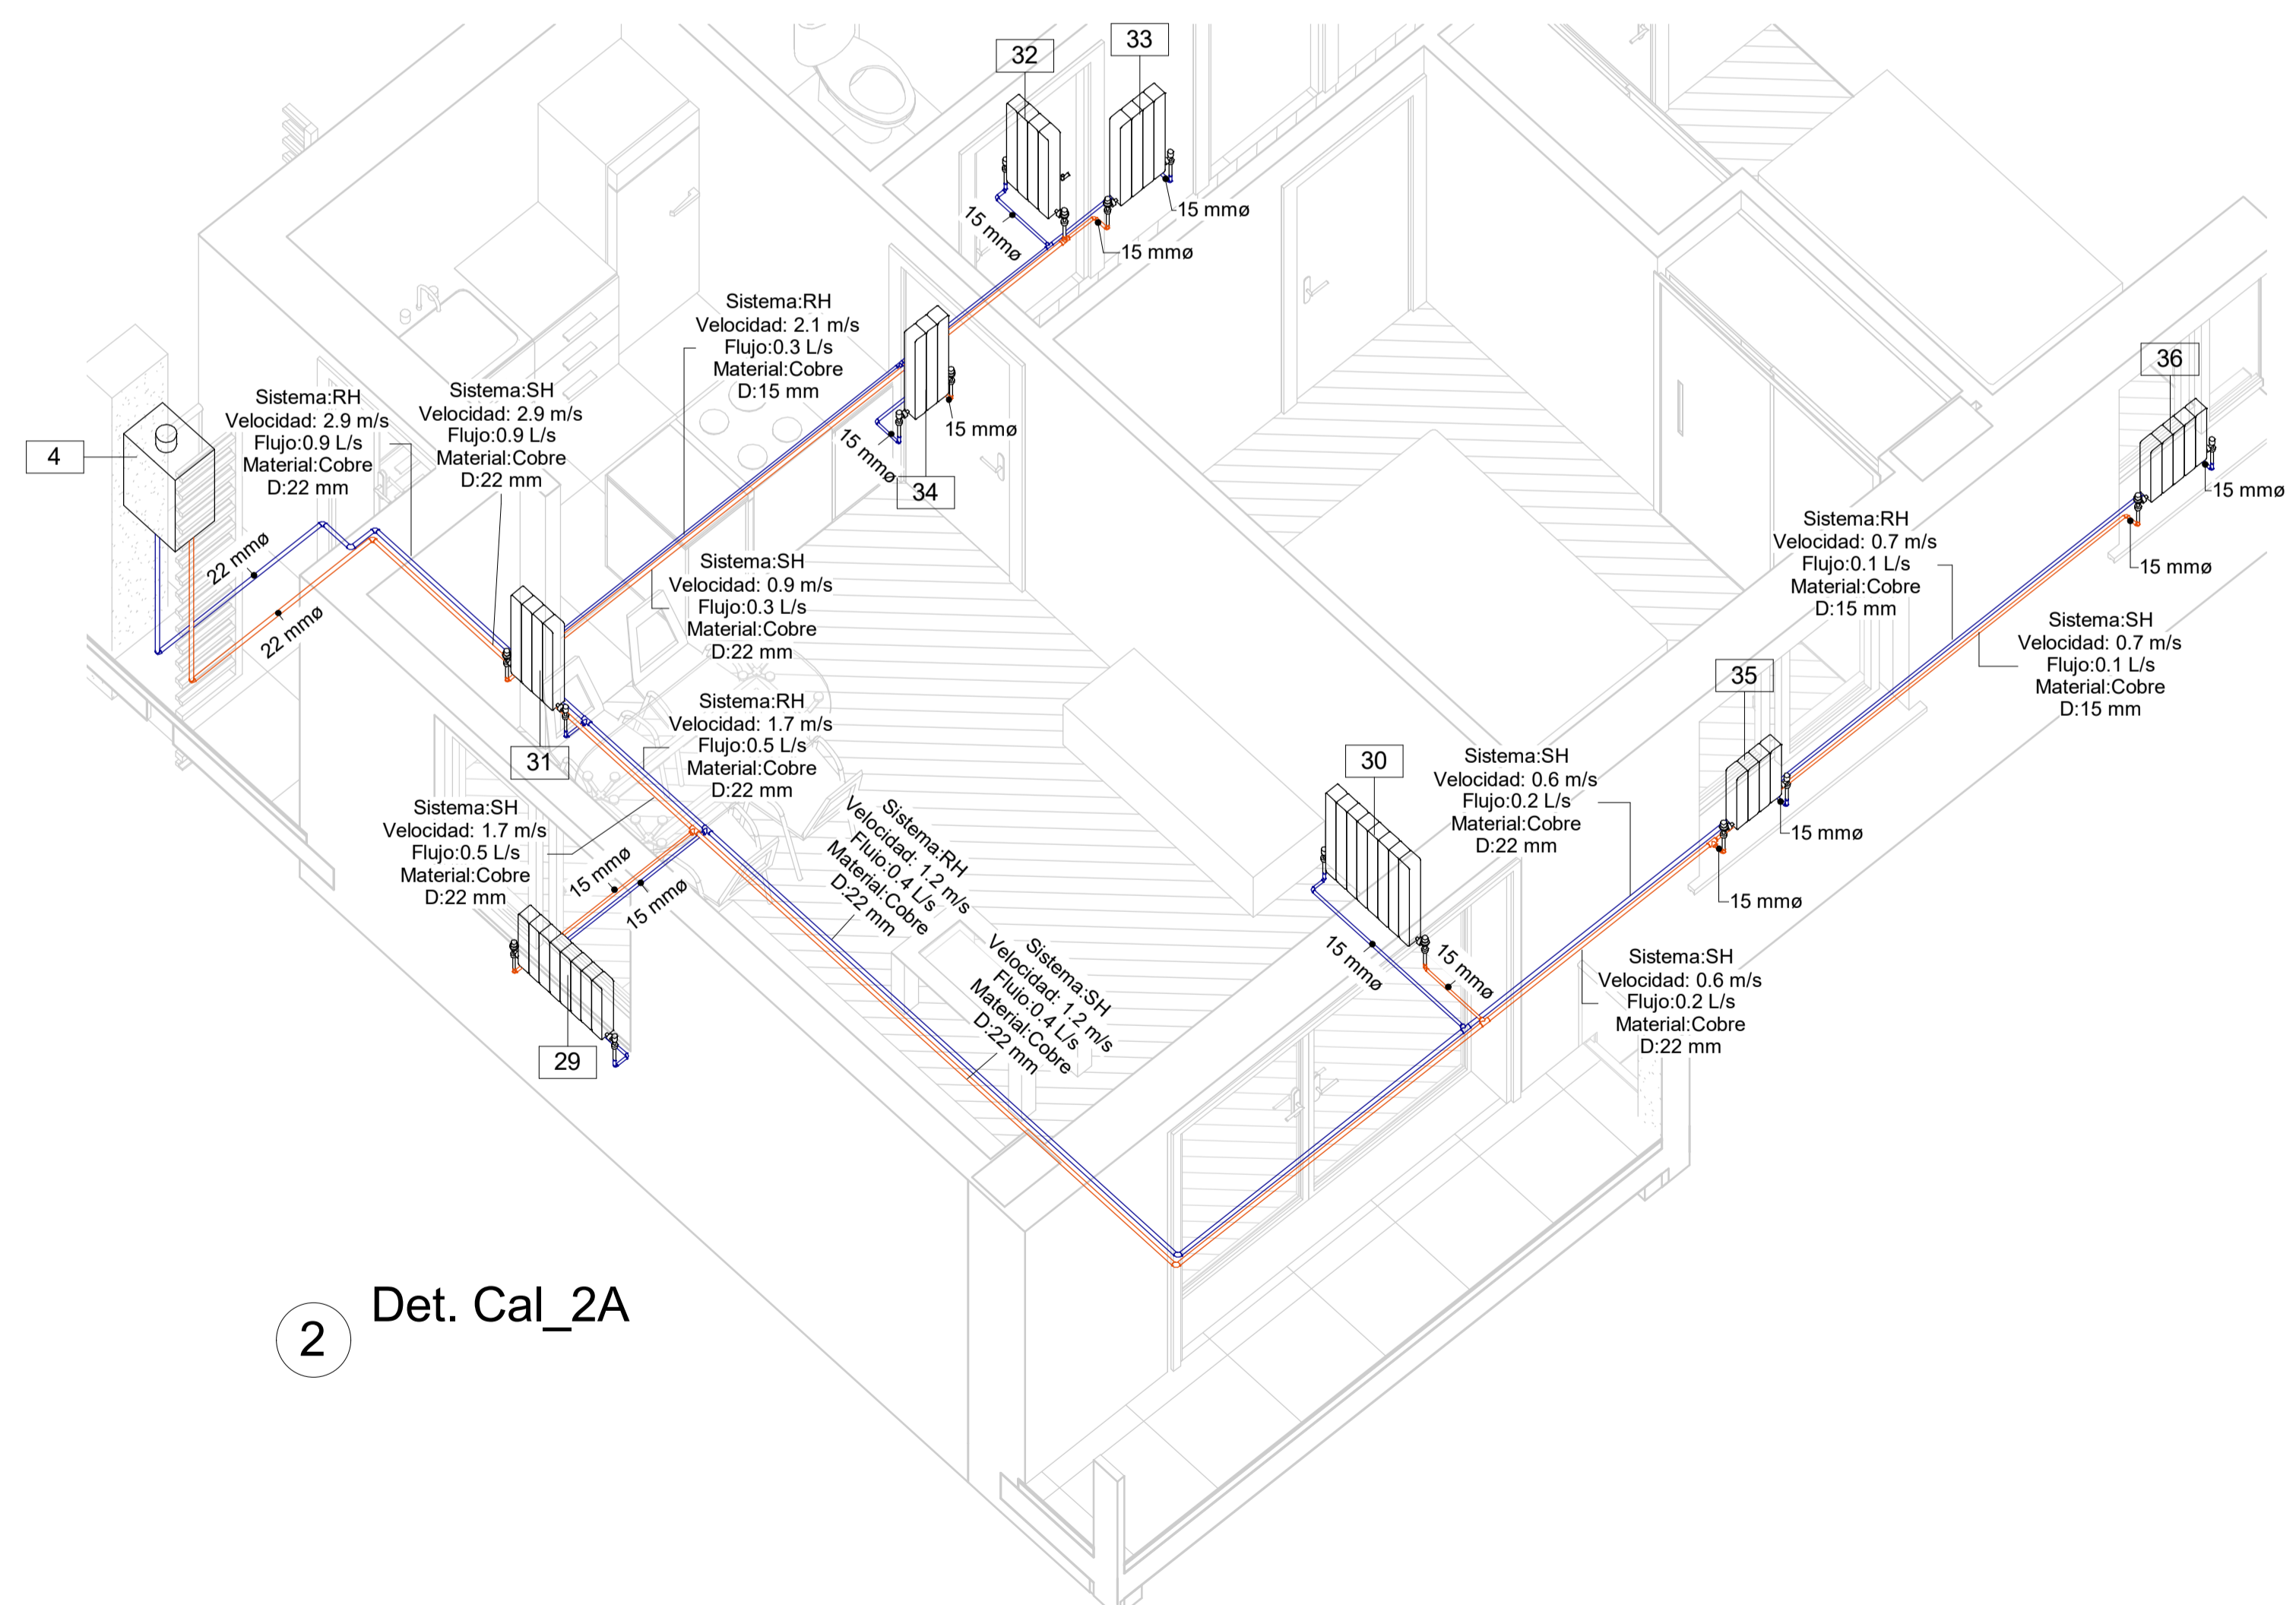 32
33
15 mmø
15 mmø
15 mmø
Sistema:RH
Velocidad: 2.1 m/s
Flujo:0.3 L/s
Material:Cobre
D:15 mm
Sistema:RH
Velocidad: 2.9 m/s
Flujo:0.9 L/s
Material:Cobre
D:22 mm
Sistema:SH
Velocidad: 2.9 m/s
Flujo:0.9 L/s
Material:Cobre
D:22 mm
4
36
15 mmø
15 mmø
34
15 mmø
15 mmø
22 mmø
22 mmø
Sistema:SH
Velocidad: 0.9 m/s
Flujo:0.3 L/s
Material:Cobre
D:22 mm
Sistema:RH
Velocidad: 0.7 m/s
Flujo:0.1 L/s
Material:Cobre
D:15 mm
Sistema:SH
Velocidad: 0.7 m/s
Flujo:0.1 L/s
Material:Cobre
D:15 mm
35
31
Sistema:RH
Velocidad: 1.7 m/s
Flujo:0.5 L/s
Material:Cobre
D:22 mm
30
Sistema:SH
Velocidad: 0.6 m/s
Flujo:0.2 L/s
Material:Cobre
D:22 mm
15 mmø
15 mmø
Sistema:SH
Velocidad: 1.7 m/s
Flujo:0.5 L/s
Material:Cobre
D:22 mm
15 mmø
15 mmø
Sistema:RH
Velocidad: 1.2 m/s
Flujo:0.4 L/s
Material:Cobre
D:22 mm
Sistema:SH
Velocidad: 1.2 m/s
Flujo:0.4 L/s
Material:Cobre
D:22 mm
15 mmø
15 mmø
Sistema:SH
Velocidad: 0.6 m/s
Flujo:0.2 L/s
Material:Cobre
D:22 mm
29
2
Det. Cal_2A